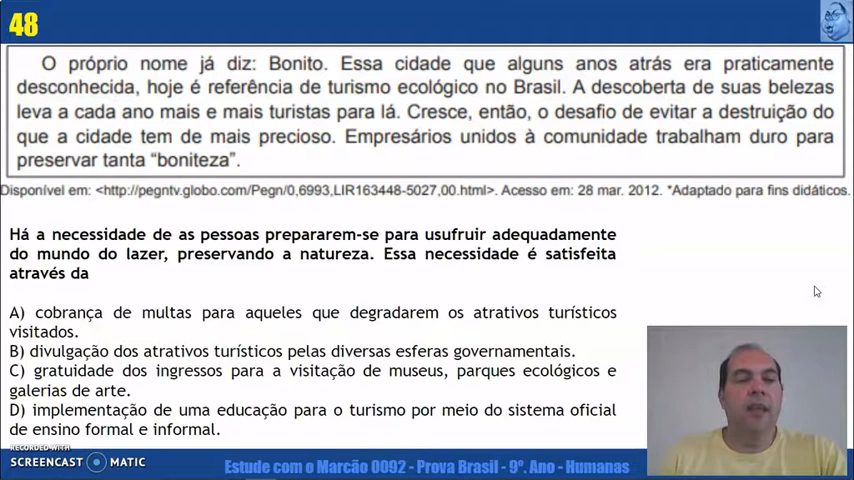 48
O próprio nome já diz: Bonito. Essa cidade que alguns anos atrás era praticamente
desconhecida, hoje é referência de turismo ecológico no Brasil. A descoberta de suas belezas
leva a cada ano mais e mais turistas para lá. Cresce, então, o desafio de evitar a destruição do
que a cidade tem de mais precioso. Empresários unidos à comunidade trabalham duro para
preservar tanta “boniteza”.
Disponível em: <http://pegntv.globo.com/Pegn/0,6993,LIR163448-5027,00.html>. Acesso em: 28 mar. 2012. *Adaptado para fins didáticos.
Há a necessidade de as pessoas prepararem-se para usufruir adequadamente
do mundo do lazer, preservando a natureza. Essa necessidade é satisfeita
através da
A) cobrança de multas para aqueles que degradarem os atrativos turísticos
visitados.
B) divulgação dos atrativos turísticos pelas diversas esferas governamentais.
C) gratuidade dos ingressos para a visitação de museus, parques ecológicos e
galerias de arte.
D) implementação de uma educação para o turismo por meio do sistema oficial
de ensino formal e informal.
RECORDED WITH
SCREENCAST MATIC
Estude com o Marcão 0092 - Prova Brasil - 9º. Ano - Humanas